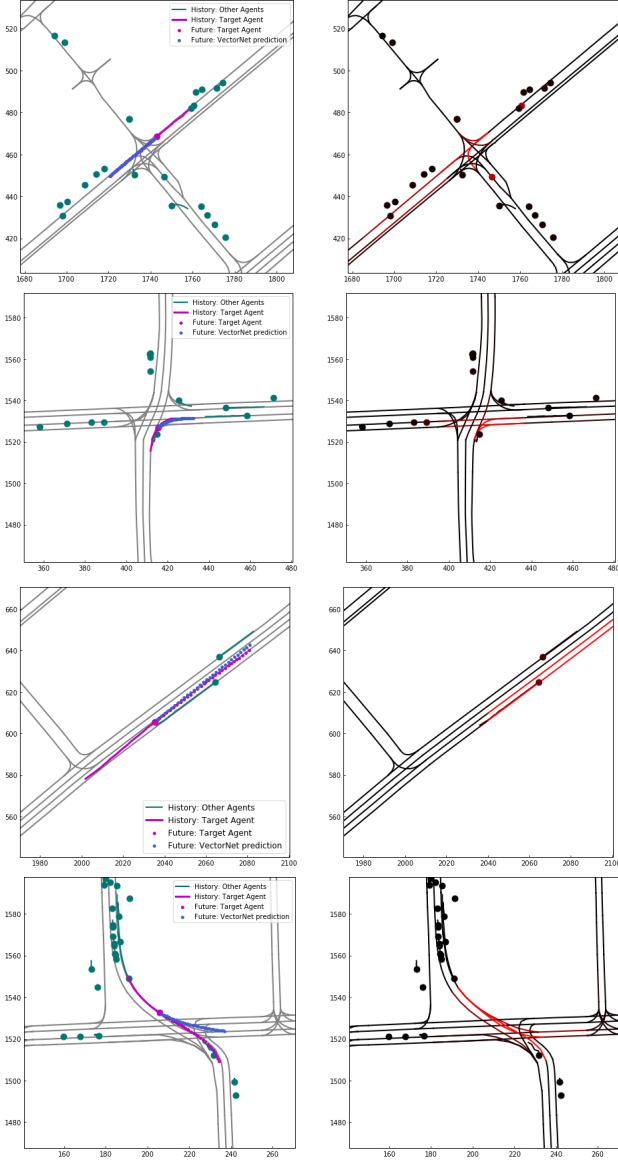 History: Other Agents
History: Target Agent
Future: Target Agent
Future: VectorNet prediction
520
500
480
460
440
420
1680 1700 1720 1740 1760 1780 1800
520
500
480
460
440
420
1680 1700 1720 1740 1760 1780 1800
History: Other Agents
History: Target Agent
Future: Target Agent
Future: VectorNet prediction
1580
1560
1540
1520
1500
1480
360 380 400 420 440 460 480
1580
1560
1540
1520
1500
1480
360 380 400 420 440 460 480
660
640
620
600
580
560
History: Other Agents
History: Target Agent
Future: Target Agent
Future: VectorNet prediction
1980 2000 2020 2040 2060 2080 2100
660
640
620
600
580
560
1980 2000 2020 2040 2060 2080 2100
History: Other Agents
History: Target Agent
Future: Target Agent
Future: VectorNet prediction
1580
1560
1540
1520
1500
1480
160 180 200 220 240 260
1580
1560
1540
1520
1500
1480
160 180 200 220 240 260